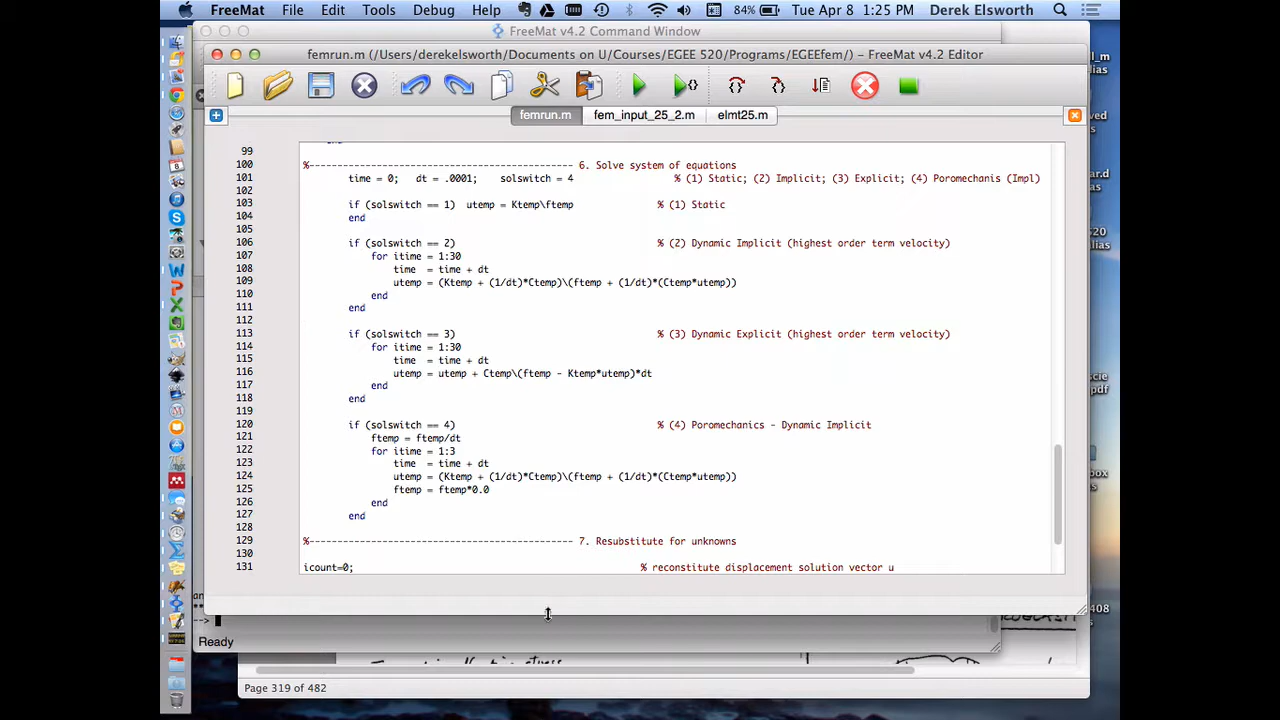 FreeMat File Edit Tools Debug Help 84% Tue Apr 8 1:25 PM Derek Elsworth
FreeMat v4.2 Command Window
femrun.m (/Users/derekelsworth/Documents on U/Courses/EGEE 520/Programs/EGEEfem/) – FreeMat v4.2 Editor
femrun.m fem_input_25_2.m elmt25.m
99
100 %----------------------------------------------- 6. Solve system of equations
101 time = 0; dt = .0001; solswitch = 4 % (1) Static; (2) Implicit; (3) Explicit; (4) Poromechanis (Impl)
102
103 if (solswitch == 1) utemp = Ktemp\ftemp % (1) Static
104 end
105
106 if (solswitch == 2) % (2) Dynamic Implicit (highest order term velocity)
107 for itime = 1:30
108 time = time + dt
109 utemp = (Ktemp + (1/dt)*Ctemp)\(ftemp + (1/dt)*(Ctemp*utemp))
110 end
111 end
112
113 if (solswitch == 3) % (3) Dynamic Explicit (highest order term velocity)
114 for itime = 1:30
115 time = time + dt
116 utemp = utemp + Ctemp\(ftemp - Ktemp*utemp)*dt
117 end
118 end
119
120 if (solswitch == 4) % (4) Poromechanics - Dynamic Implicit
121 ftemp = ftemp/dt
122 for itime = 1:3
123 time = time + dt
124 utemp = (Ktemp + (1/dt)*Ctemp)\(ftemp + (1/dt)*(Ctemp*utemp))
125 ftemp = ftemp*0.0
126 end
127 end
128
129 %----------------------------------------------- 7. Resubstitute for unknowns
130
131 icount=0; % reconstitute displacement solution vector u
-->
Ready
Page 319 of 482